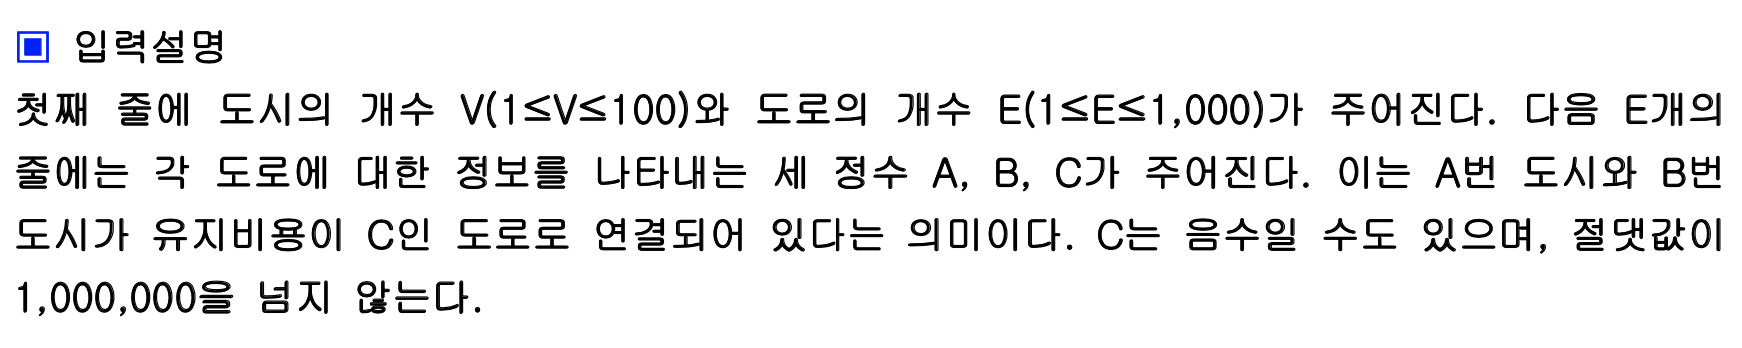 ▣ 입력설명
첫째 줄에 도시의 개수 V(1≤V≤100)와 도로의 개수 E(1≤E≤1,000)가 주어진다. 다음 E개의
줄에는 각 도로에 대한 정보를 나타내는 세 정수 A, B, C가 주어진다. 이는 A번 도시와 B번
도시가 유지비용이 C인 도로로 연결되어 있다는 의미이다. C는 음수일 수도 있으며, 절댓값이
1,000,000을 넘지 않는다.